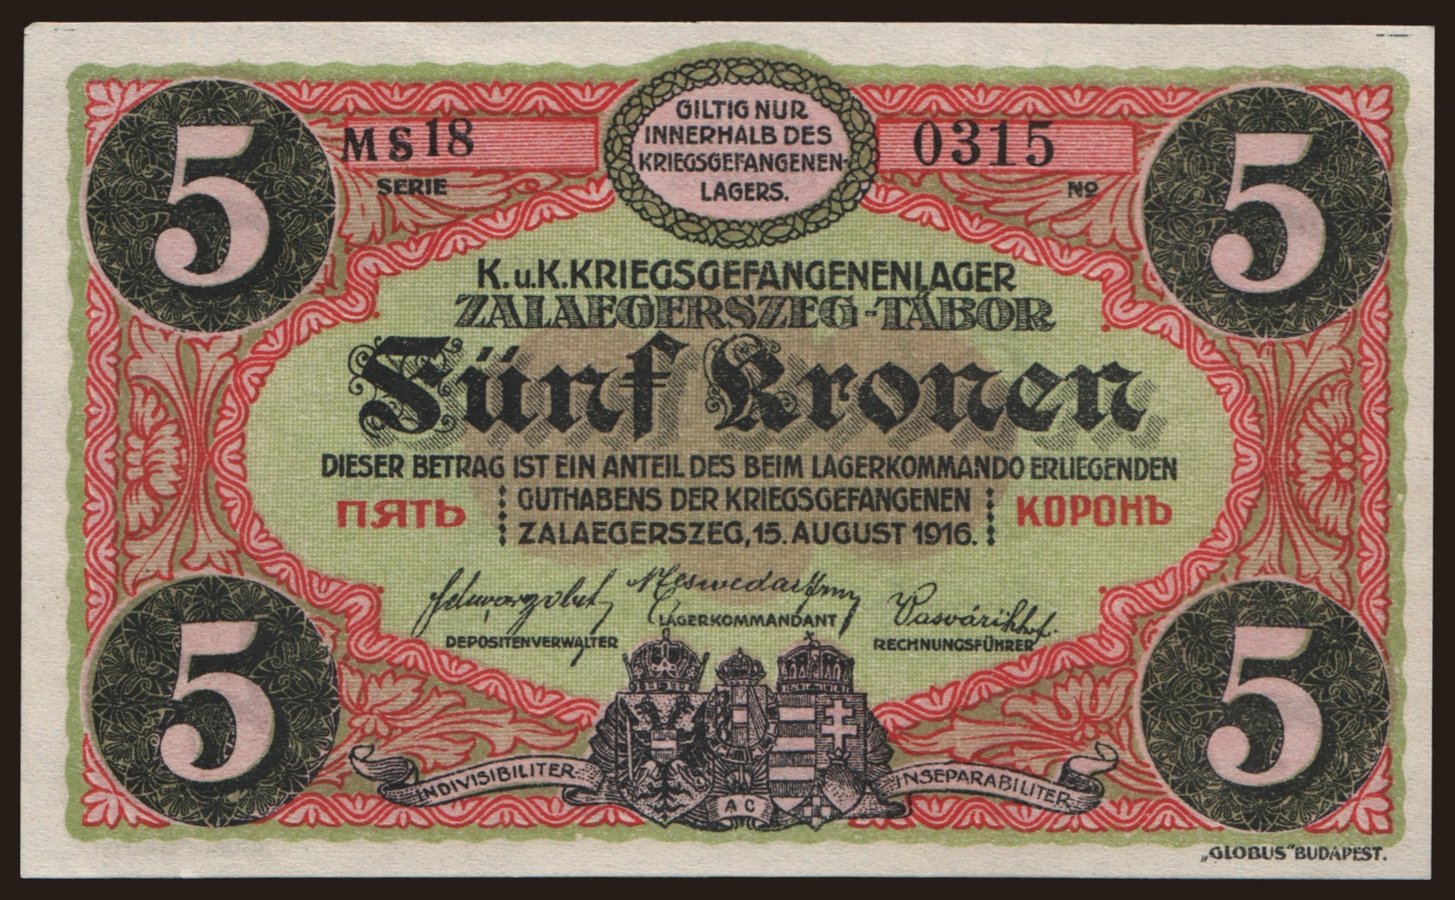 5
5
MS18
SERIE
GILTIG NUR
INNERHALB DES
KRIEGSGEFANGENEN-
LAGERS.
0315
No
K.u.K.KRIEGSGEFANGENENLAGER
ZALAEGERSZEG-TÁBOR
Fünf Kronen
DIESER BETRAG IST EIN ANTEIL DES BEIM LAGERKOMMANDO ERLIEGENDEN
ПЯТЬ GUTHABENS DER KRIEGSGEFANGENEN КОРОНЪ
ZALAEGERSZEG, 15. AUGUST 1916.
LAGERKOMMANDANT
DEPOSITENVERWALTER
RECHNUNGSFÜHRER
5
5
INDIVISIBILITER
AC
INSEPARABILITER
„GLOBUS" BUDAPEST.